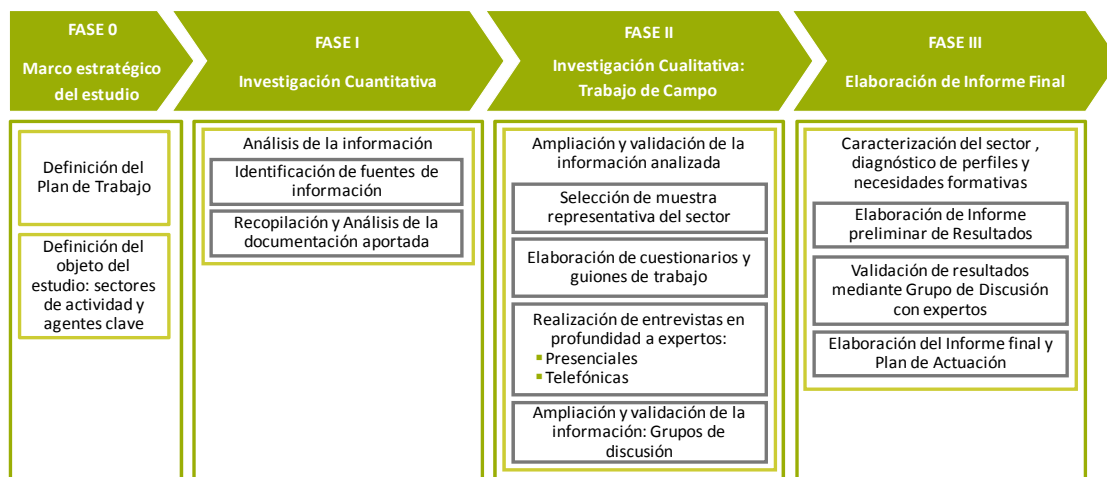 FASE 0
Marco estratégico
del estudio
FASE I
Investigación Cuantitativa
FASE II
Investigación Cualitativa:
Trabajo de Campo
FASE III
Elaboración de Informe Final
Definición del
Plan de Trabajo
Definición del
objeto del
estudio: sectores
de actividad y
agentes clave
Análisis de la información
Identificación de fuentes de
información
Recopilación y Análisis de la
documentación aportada
Ampliación y validación de la
información analizada
Selección de muestra
representativa del sector
Elaboración de cuestionarios y
guiones de trabajo
Realización de entrevistas en
profundidad a expertos:
▪ Presenciales
▪ Telefónicas
Ampliación y validación de la
información: Grupos de
discusión
Caracterización del sector ,
diagnóstico de perfiles y
necesidades formativas
Elaboración de Informe
preliminar de Resultados
Validación de resultados
mediante Grupo de Discusión
con expertos
Elaboración del Informe final y
Plan de Actuación